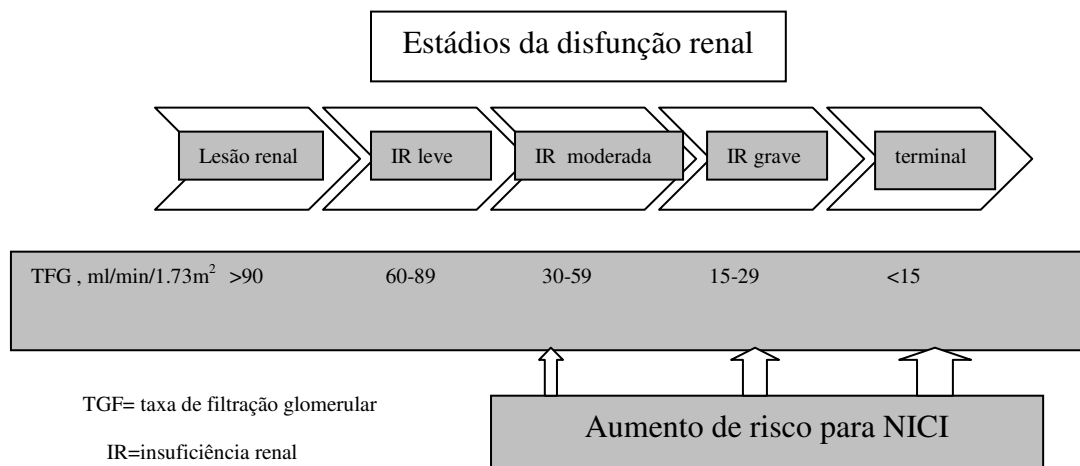 Estádios da disfunção renal
Lesão renal
IR leve
IR moderada
IR grave
terminal
TFG , ml/min/1.73m² >90 60-89 30-59 15-29 <15
TGF= taxa de filtração glomerular
IR=insuficiência renal
Aumento de risco para NICI